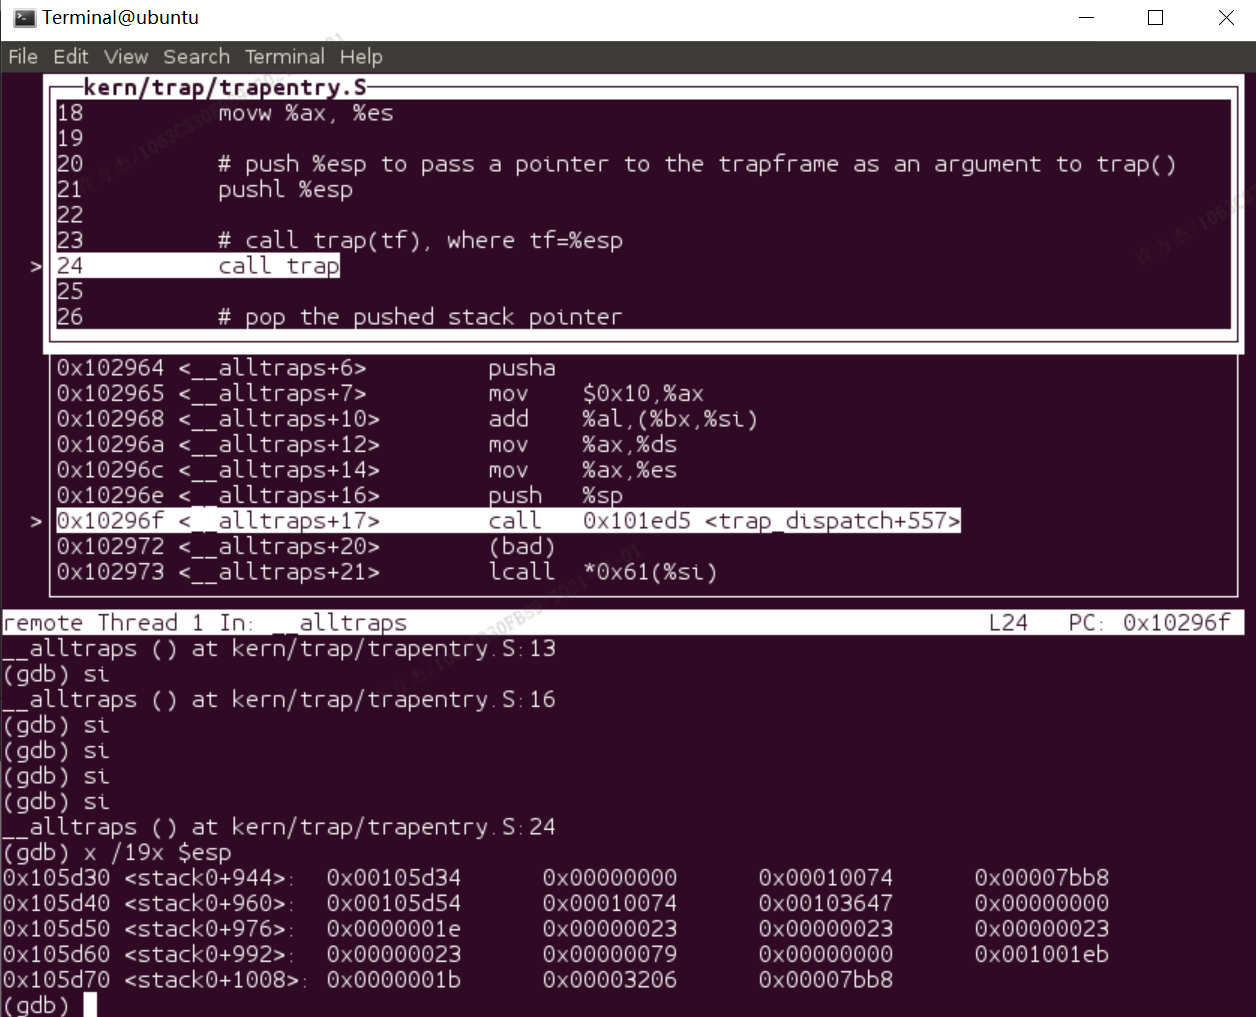 Terminal@ubuntu
File Edit View Search Terminal Help
kern/trap/trapentry.S
18 movw %ax, %es
19
20 # push %esp to pass a pointer to the trapframe as an argument to trap()
21 pushl %esp
22
23 # call trap(tf), where tf=%esp
> 24 call trap
25
26 # pop the pushed stack pointer
0x102964 <__alltraps+6> pusha
0x102965 <__alltraps+7> mov $0x10,%ax
0x102968 <__alltraps+10> add %al,(%bx,%si)
0x10296a <__alltraps+12> mov %ax,%ds
0x10296c <__alltraps+14> mov %ax,%es
0x10296e <__alltraps+16> push %sp
> 0x10296f <__alltraps+17> call 0x101ed5 <trap_dispatch+557>
0x102972 <__alltraps+20> (bad)
0x102973 <__alltraps+21> lcall *0x61(%si)
remote Thread 1 In: __alltraps L24 PC: 0x10296f
__alltraps () at kern/trap/trapentry.S:13
(gdb) si
__alltraps () at kern/trap/trapentry.S:16
(gdb) si
(gdb) si
(gdb) si
(gdb) si
__alltraps () at kern/trap/trapentry.S:24
(gdb) x /19x $esp
0x105d30 <stack0+944>: 0x00105d34 0x00000000 0x00010074 0x00007bb8
0x105d40 <stack0+960>: 0x00105d54 0x00010074 0x00103647 0x00000000
0x105d50 <stack0+976>: 0x0000001e 0x00000023 0x00000023 0x00000023
0x105d60 <stack0+992>: 0x00000023 0x00000079 0x00000000 0x001001eb
0x105d70 <stack0+1008>: 0x0000001b 0x00003206 0x00007bb8
(gdb)